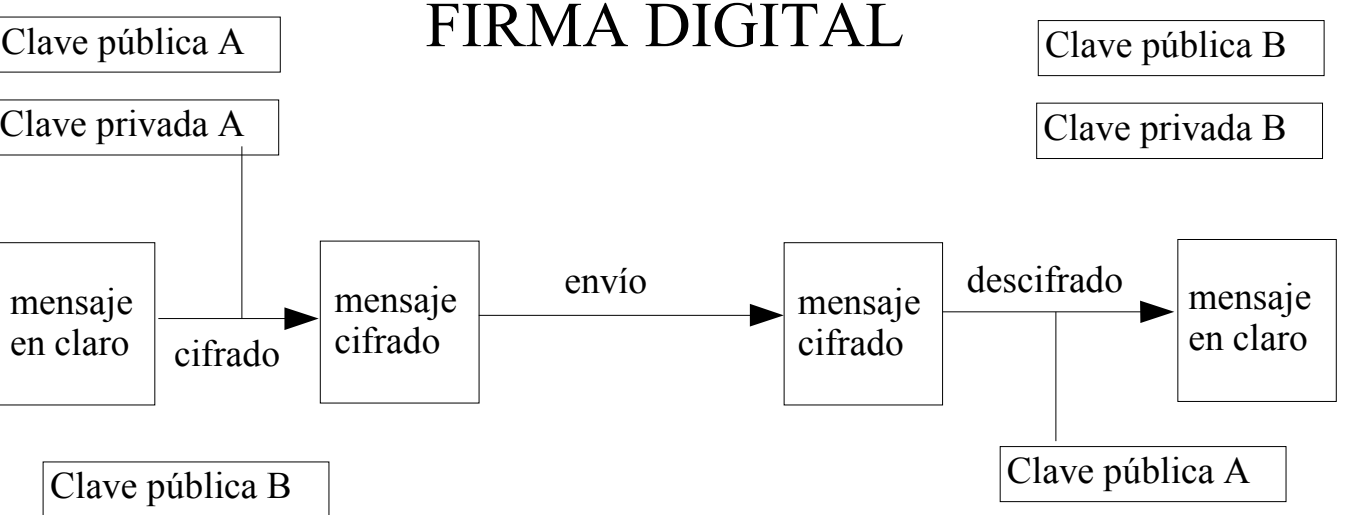 FIRMA DIGITAL
Clave pública A
Clave pública B
Clave privada A
Clave privada B
mensaje
en claro
cifrado
mensaje
cifrado
envío
mensaje
cifrado
descifrado
mensaje
en claro
Clave pública B
Clave pública A